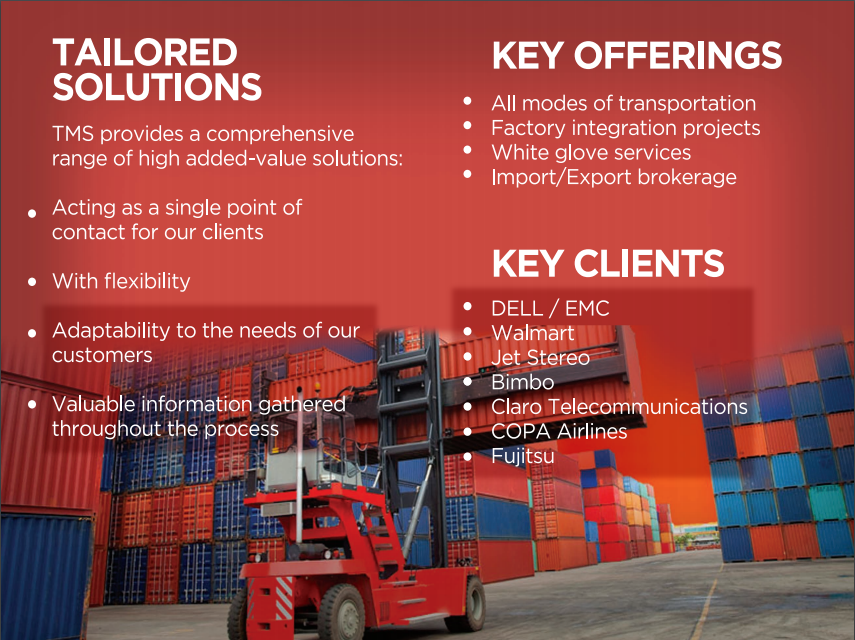 TAILORED
SOLUTIONS
TMS provides a comprehensive
range of high added-value solutions:
• Acting as a single point of
contact for our clients
• With flexibility
• Adaptability to the needs of our
customers
• Valuable information gathered
throughout the process
KEY OFFERINGS
• All modes of transportation
• Factory integration projects
• White glove services
• Import/Export brokerage
KEY CLIENTS
• DELL / EMC
• Walmart
• Jet Stereo
• Bimbo
• Claro Telecommunications
• COPA Airlines
• Fujitsu